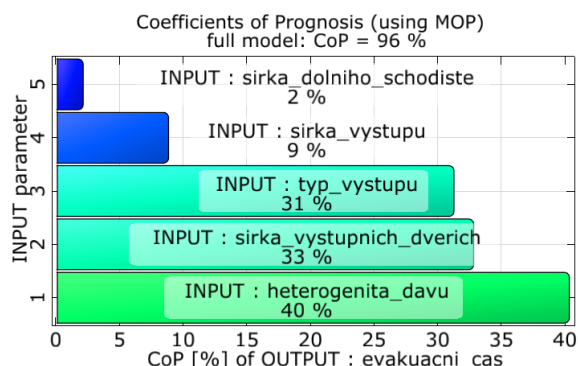 Coefficients of Prognosis (using MOP)
full model: CoP = 96 %
INPUT parameter
5
INPUT : sirka_dolniho_schodiste
2 %
4
INPUT : sirka_vystupu
9 %
3
INPUT : typ_vystupu
31 %
2
INPUT : sirka_vystupnich_dverich
33 %
1
INPUT : heterogenita_davu
40 %
0 5 10 15 20 25 30 35 40
CoP [%] of OUTPUT : evakuacni_cas